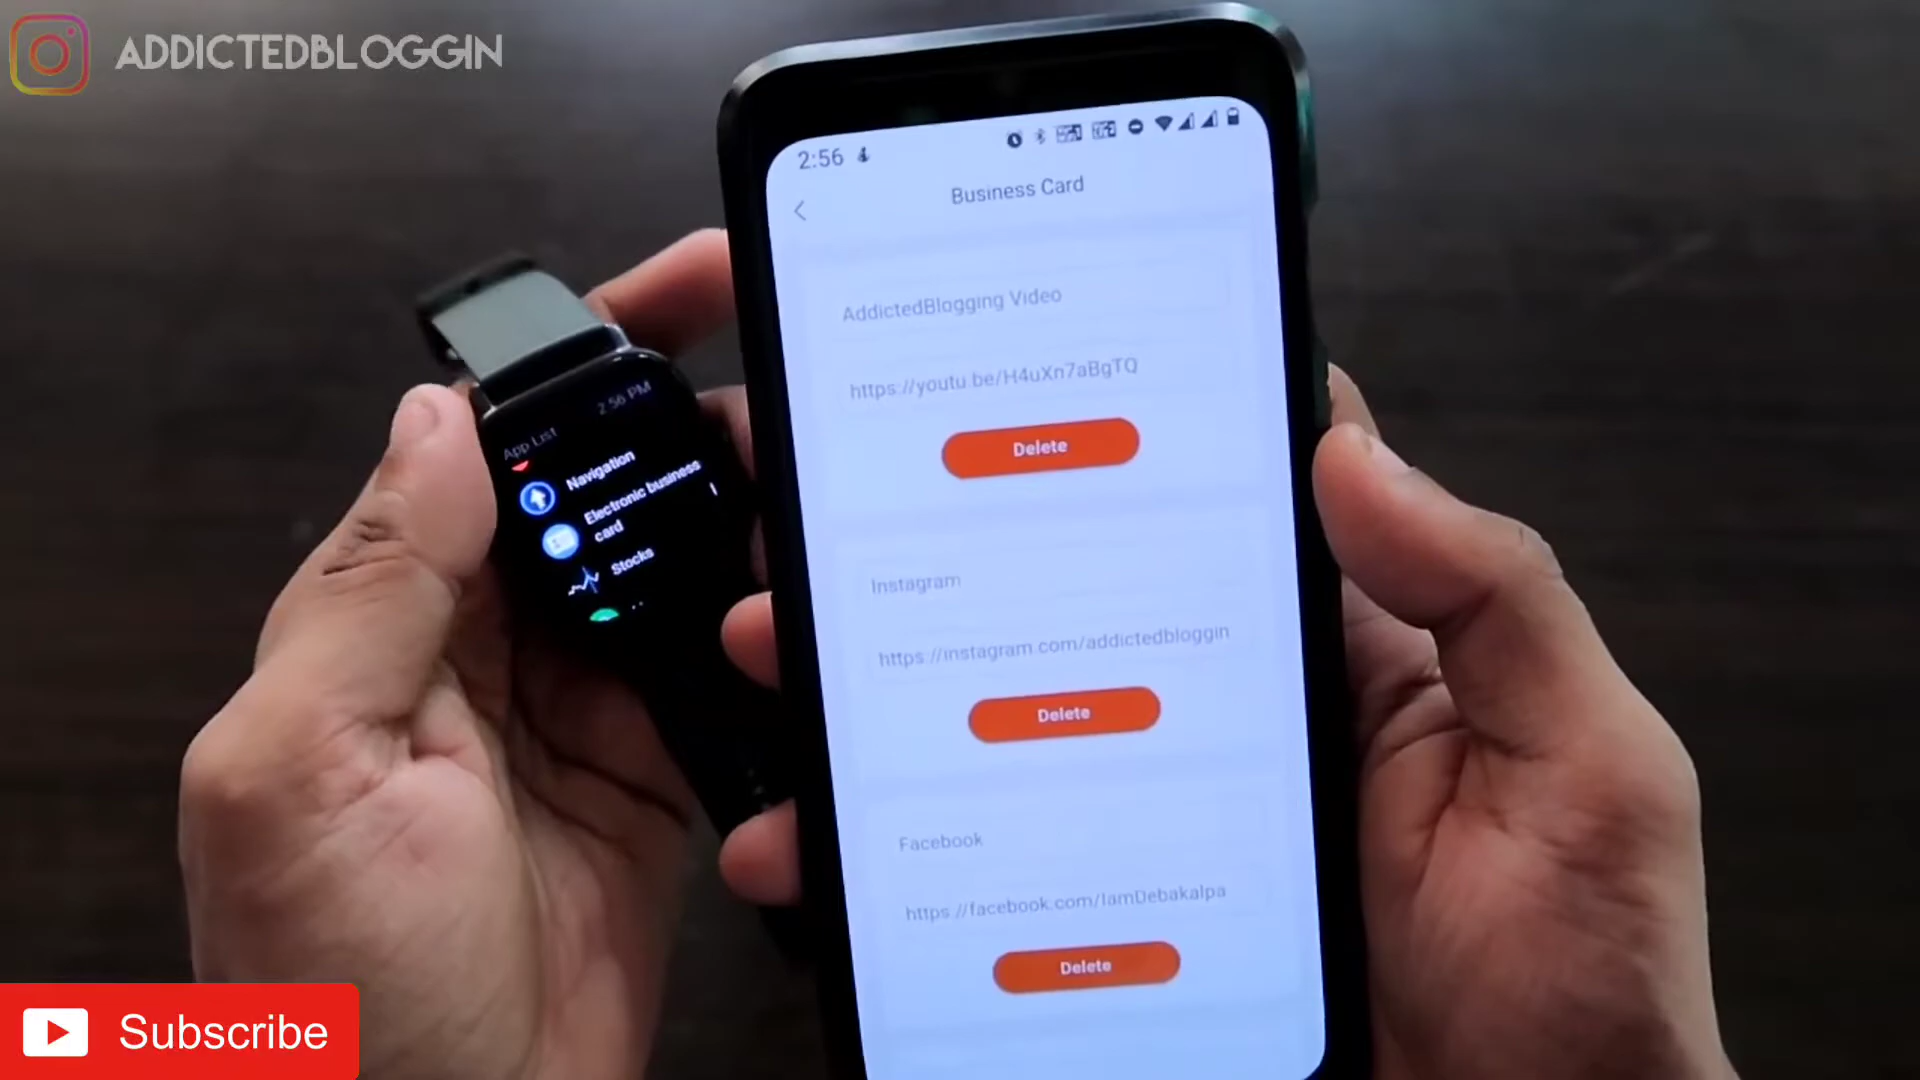 ADDICTEDBLOGGIN
2:56
Business Card
AddictedBlogging Video
https://youtu.be/H4uXn7aBgTQ
Delete
Instagram
https://instagram.com/addictedbloggin
Delete
Facebook
https://facebook.com/IamDebakalpa
Delete
2:56 PM
App List
Navigation
Electronic business
card
Stocks
Subscribe